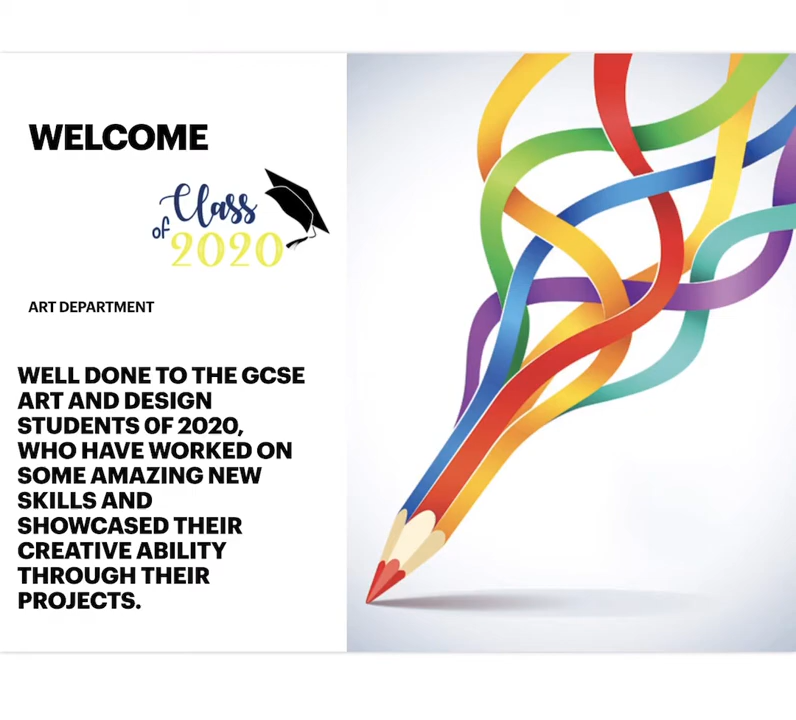 WELCOME
Class
of 2020
ART DEPARTMENT
WELL DONE TO THE GCSE
ART AND DESIGN
STUDENTS 0F 2020,
WHO HAVE WORKED ON
SOME AMAZING NEW
SKILLS AND
SHOWCASED THEIR
CREATIVE ABILITY
THROUGH THEIR
PROJECTS.